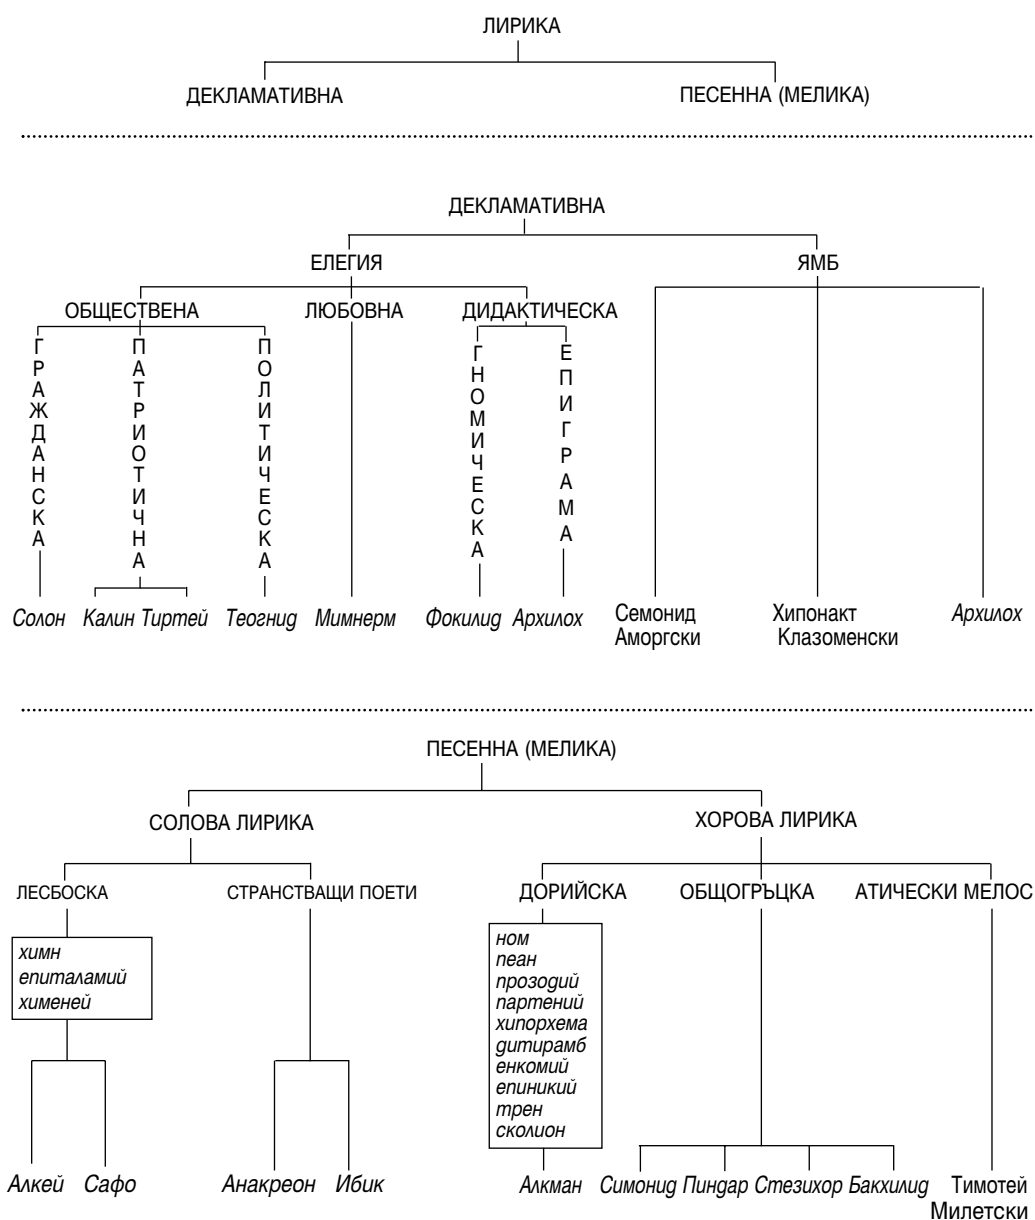 ЛИРИКА
ДЕКЛАМАТИВНА ПЕСЕННА (МЕЛИКА)
ДЕКЛАМАТИВНА
ЕЛЕГИЯ ЯМБ
ОБЩЕСТВЕНА ЛЮБОВНА ДИДАКТИЧЕСКА
ГРАЖДАНСКА
ПАТРИОТИЧНА
ПОЛИТИЧЕСКА
ГНОМИЧЕСКА
ЕПИГРАМА
Солон Калин Тиртей Теогнид Мимнерм Фокилид Архилох Семонид Хипонакт Архилох
Аморгски Клазоменски
ПЕСЕННА (МЕЛИКА)
СОЛОВА ЛИРИКА ХОРОВА ЛИРИКА
ЛЕСБОСКА СТРАНСТВАЩИ ПОЕТИ ДОРИЙСКА ОБЩОГРЪЦКА АТИЧЕСКИ МЕЛОС
химн
епиталамий
хименей
ном
пеан
прозодий
партений
хипорхема
дитирамб
енкомий
епиникий
трен
сколион
Алкей Сафо Анакреон Ибик Алкман Симонид Пиндар Стезихор Бакхилид Тимотей
Милетски